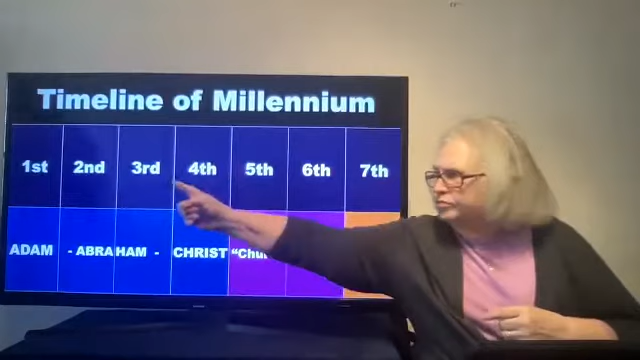 Timeline of Millennium
1st 2nd 3rd 4th 5th 6th 7th
ADAM - ABRAHAM - CHRIST